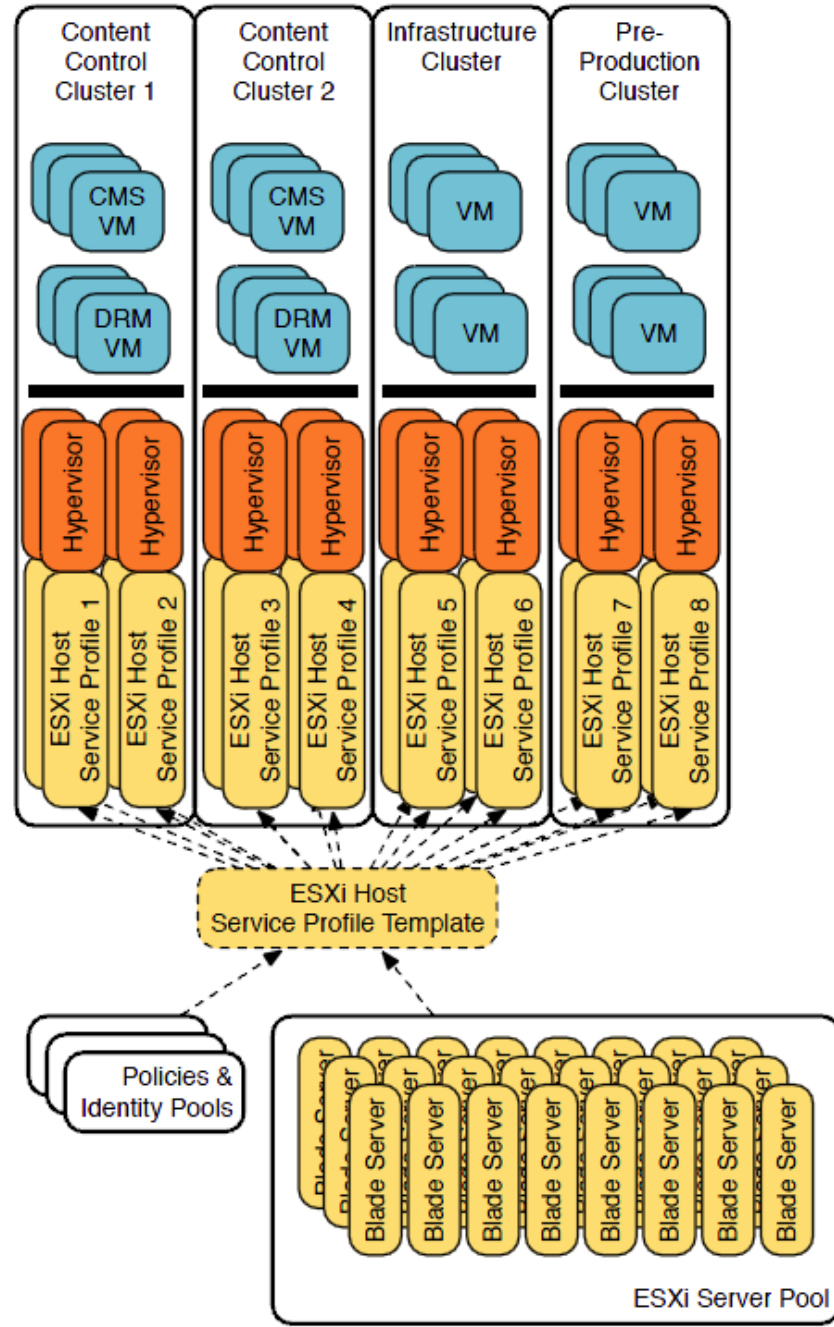 Content
Control
Cluster 1
Content
Control
Cluster 2
Infrastructure
Cluster
Pre-
Production
Cluster
CMS
VM
CMS
VM
VM
VM
DRM
VM
DRM
VM
VM
VM
Hypervisor
Hypervisor
Hypervisor
Hypervisor
Hypervisor
Hypervisor
Hypervisor
Hypervisor
ESXi Host
Service Profile 1
ESXi Host
Service Profile 2
ESXi Host
Service Profile 3
ESXi Host
Service Profile 4
ESXi Host
Service Profile 5
ESXi Host
Service Profile 6
ESXi Host
Service Profile 7
ESXi Host
Service Profile 8
ESXi Host
Service Profile Template
Policies &
Identity Pools
Blade Server
Blade Server
Blade Server
Blade Server
Blade Server
Blade Server
Blade Server
Blade Server
Blade Server
Blade Server
ESXi Server Pool